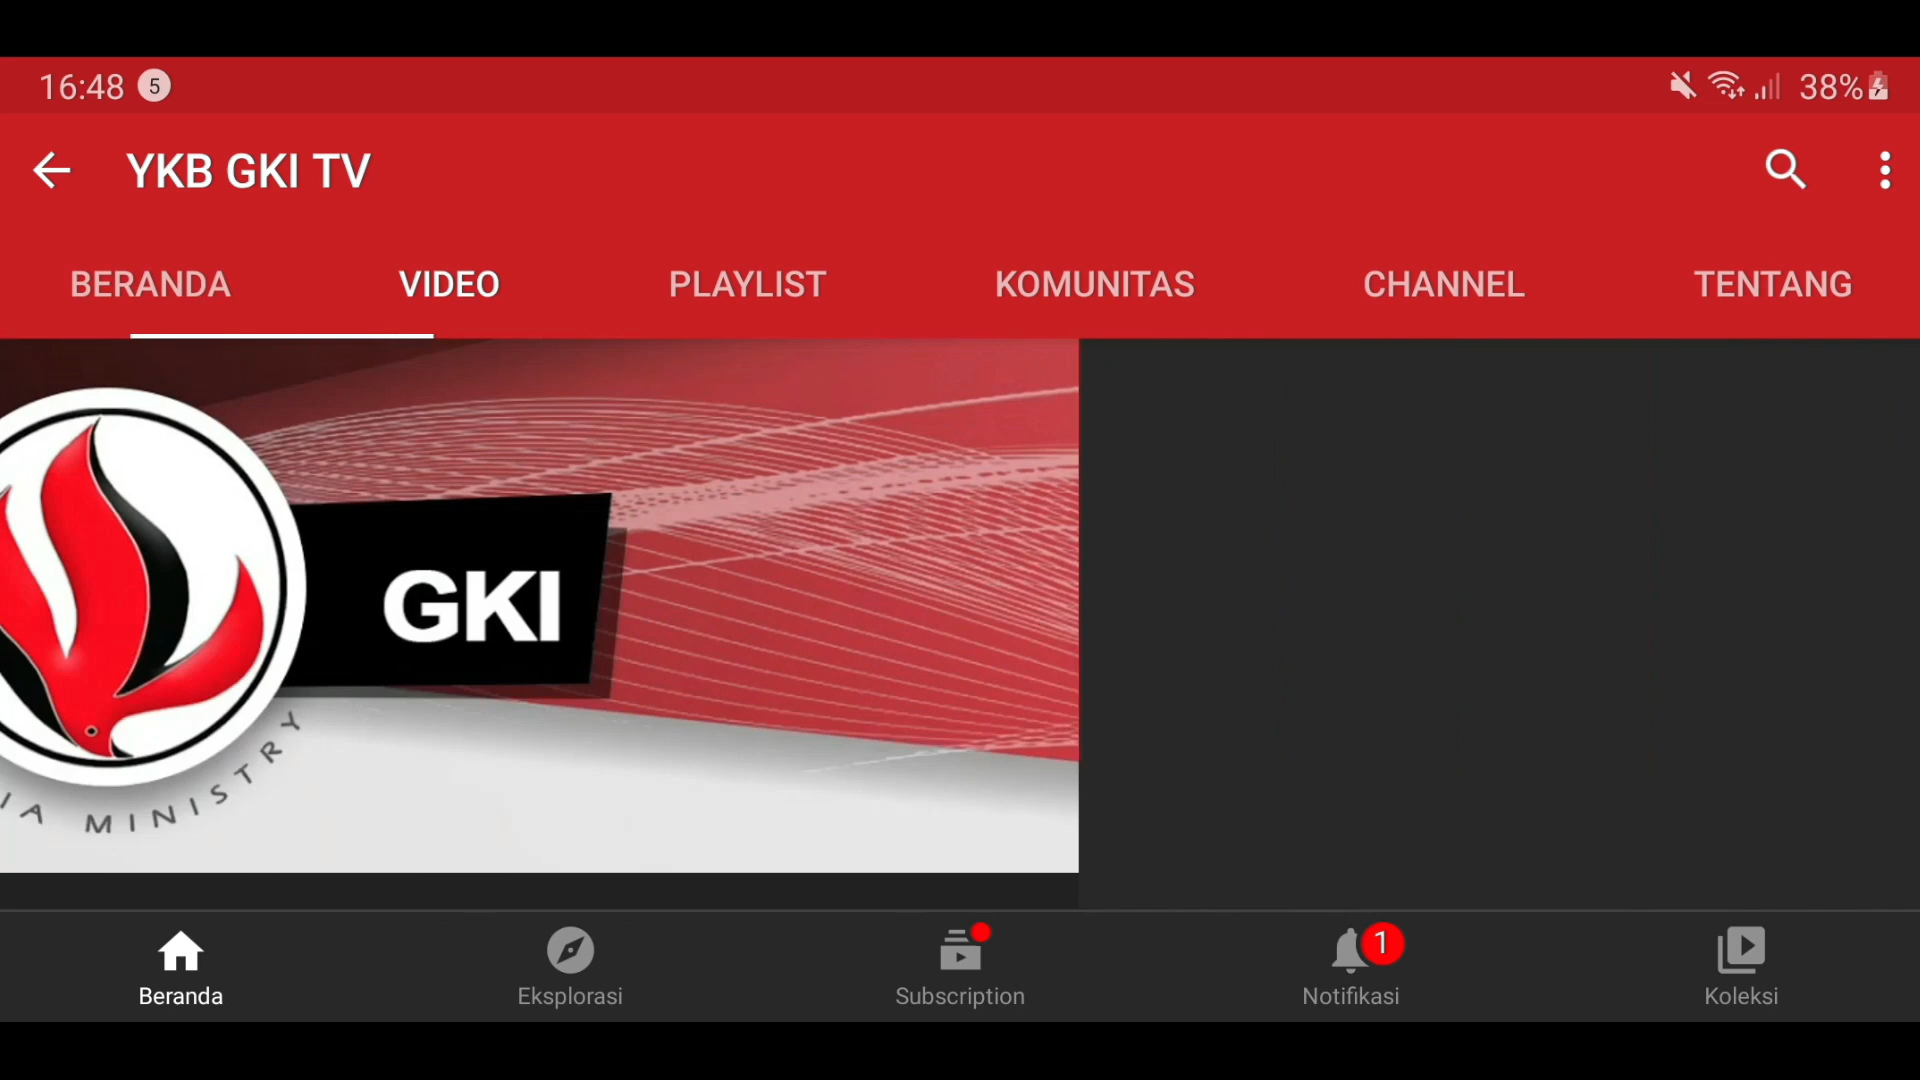 16:48 5 38%
YKB GKI TV
BERANDA VIDEO PLAYLIST KOMUNITAS CHANNEL TENTANG
GKI
IA MINISTRY
Beranda Eksplorasi Subscription Notifikasi 1 Koleksi